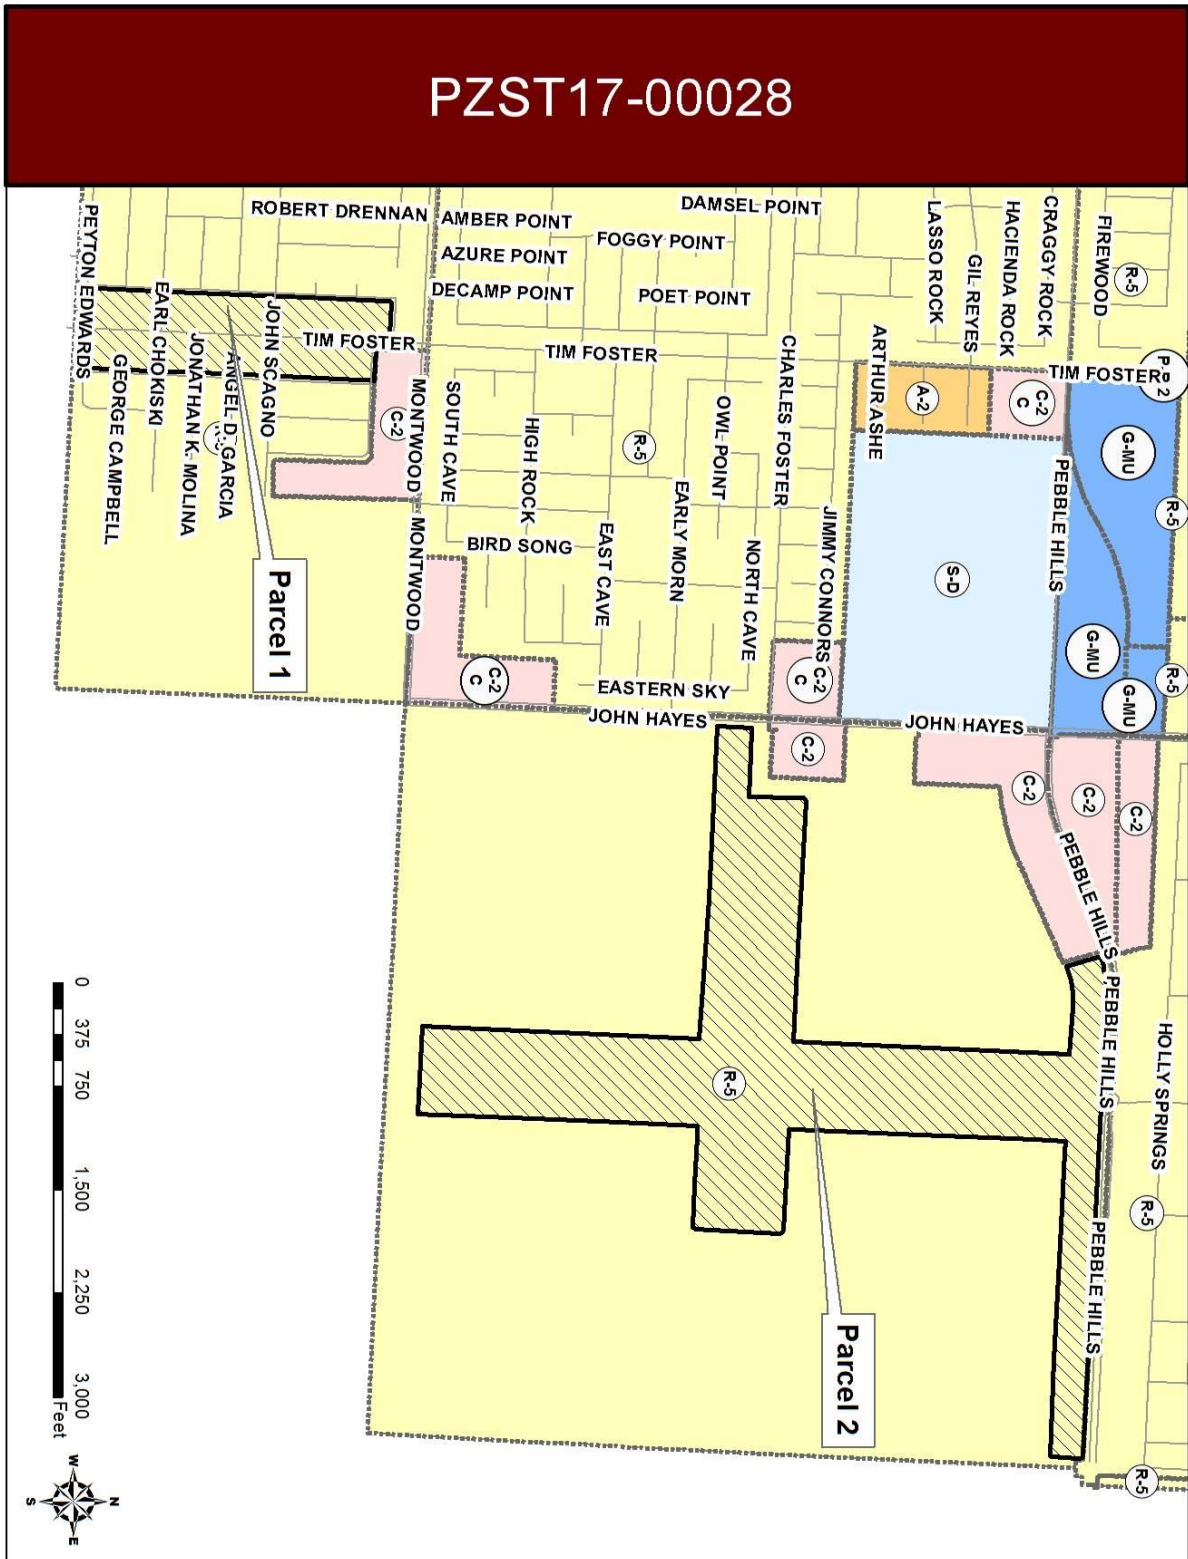 PZST17-00028
ROBERT DRENNAN
AMBER POINT
DAMSEL POINT
FOGGY POINT
AZURE POINT
DECAMP POINT
POET POINT
LASSO ROCK
GIL REYES
HACIENDA ROCK
CRAGGY ROCK
FIREWOOD
R-5
PEYTON EDWARDS
EARL CHOKISKI
JOHN SCAGNO
TIM FOSTER
TIM FOSTER
TIM FOSTER
CHARLES FOSTER
ARTHUR ASHE
A-2
C-2
C
G-MU
R-5
GEORGE CAMPBELL
JONATHAN K. MOLINA
ANGEL D. GARCIA
C-2
MONTWOOD
SOUTH CAVE
HIGH ROCK
R-5
OWL POINT
EARLY MORN
JIMMY CONNORS
PEBBLE HILLS
BIRD SONG
EAST CAVE
NORTH CAVE
S-D
MONTWOOD
Parcel 1
C-2
C
EASTERN SKY
C-2
C
G-MU
G-MU
R-5
JOHN HAYES
JOHN HAYES
C-2
C-2
C-2
C-2
PEBBLE HILLS
PEBBLE HILLS
HOLLY SPRINGS
R-5
R-5
PEBBLE HILLS
Parcel 2
R-5
0 375 750 1,500 2,250 3,000
Feet
N
W
E
S